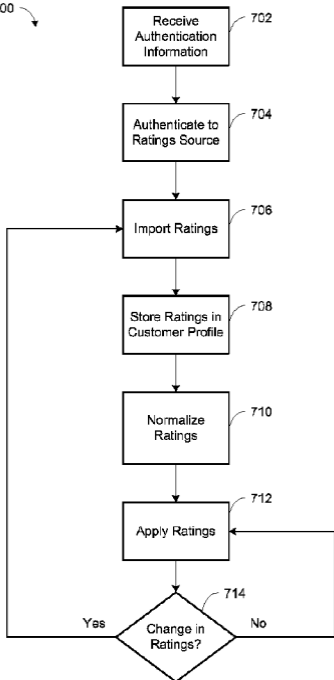 00
702
Receive
Authentication
Information
704
Authenticate to
Ratings Source
706
Import Ratings
708
Store Ratings in
Customer Profile
710
Normalize
Ratings
712
Apply Ratings
714
Yes
Change in
Ratings?
No